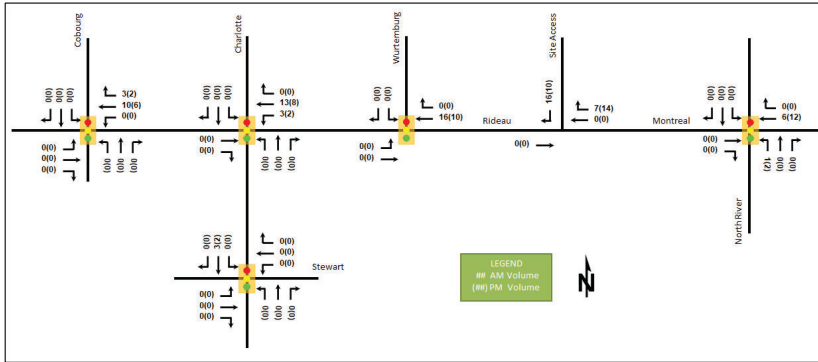 Cobourg
Charlotte
Wurtemburg
Site Access
0(0) 0(0) 0(0)
3(2)
10(6)
0(0)
0(0) 0(0) 0(0)
0(0)
13(8)
3(2)
0(0) 0(0)
0(0)
16(10)
16(10)
7(14)
0(0)
0(0) 0(0) 0(0)
0(0)
6(12)
Rideau
Montreal
0(0)
0(0)
0(0)
0(0) 0(0) 0(0)
0(0)
0(0)
0(0)
0(0) 0(0) 0(0)
0(0)
0(0)
0(0)
0(0)
0(0)
1(2) 0(0) 0(0)
North River
0(0) 3(2) 0(0)
0(0)
0(0)
0(0)
Stewart
0(0)
0(0)
0(0)
0(0) 0(0) 0(0)
LEGEND
## AM Volume
(##) PM Volume
N